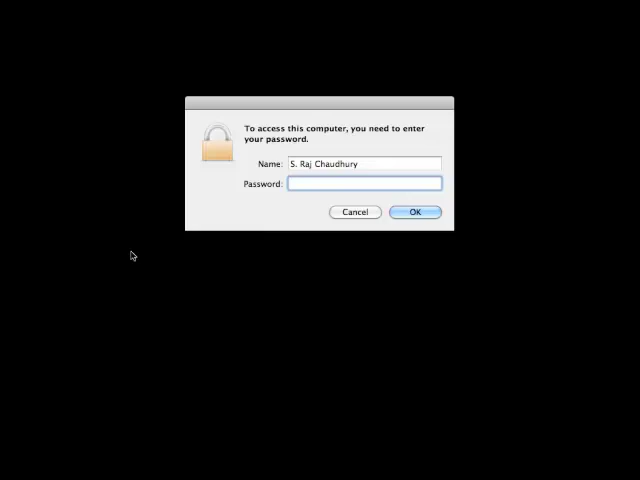 To access this computer, you need to enter
your password.
Name: S. Raj Chaudhury
Password:
Cancel OK